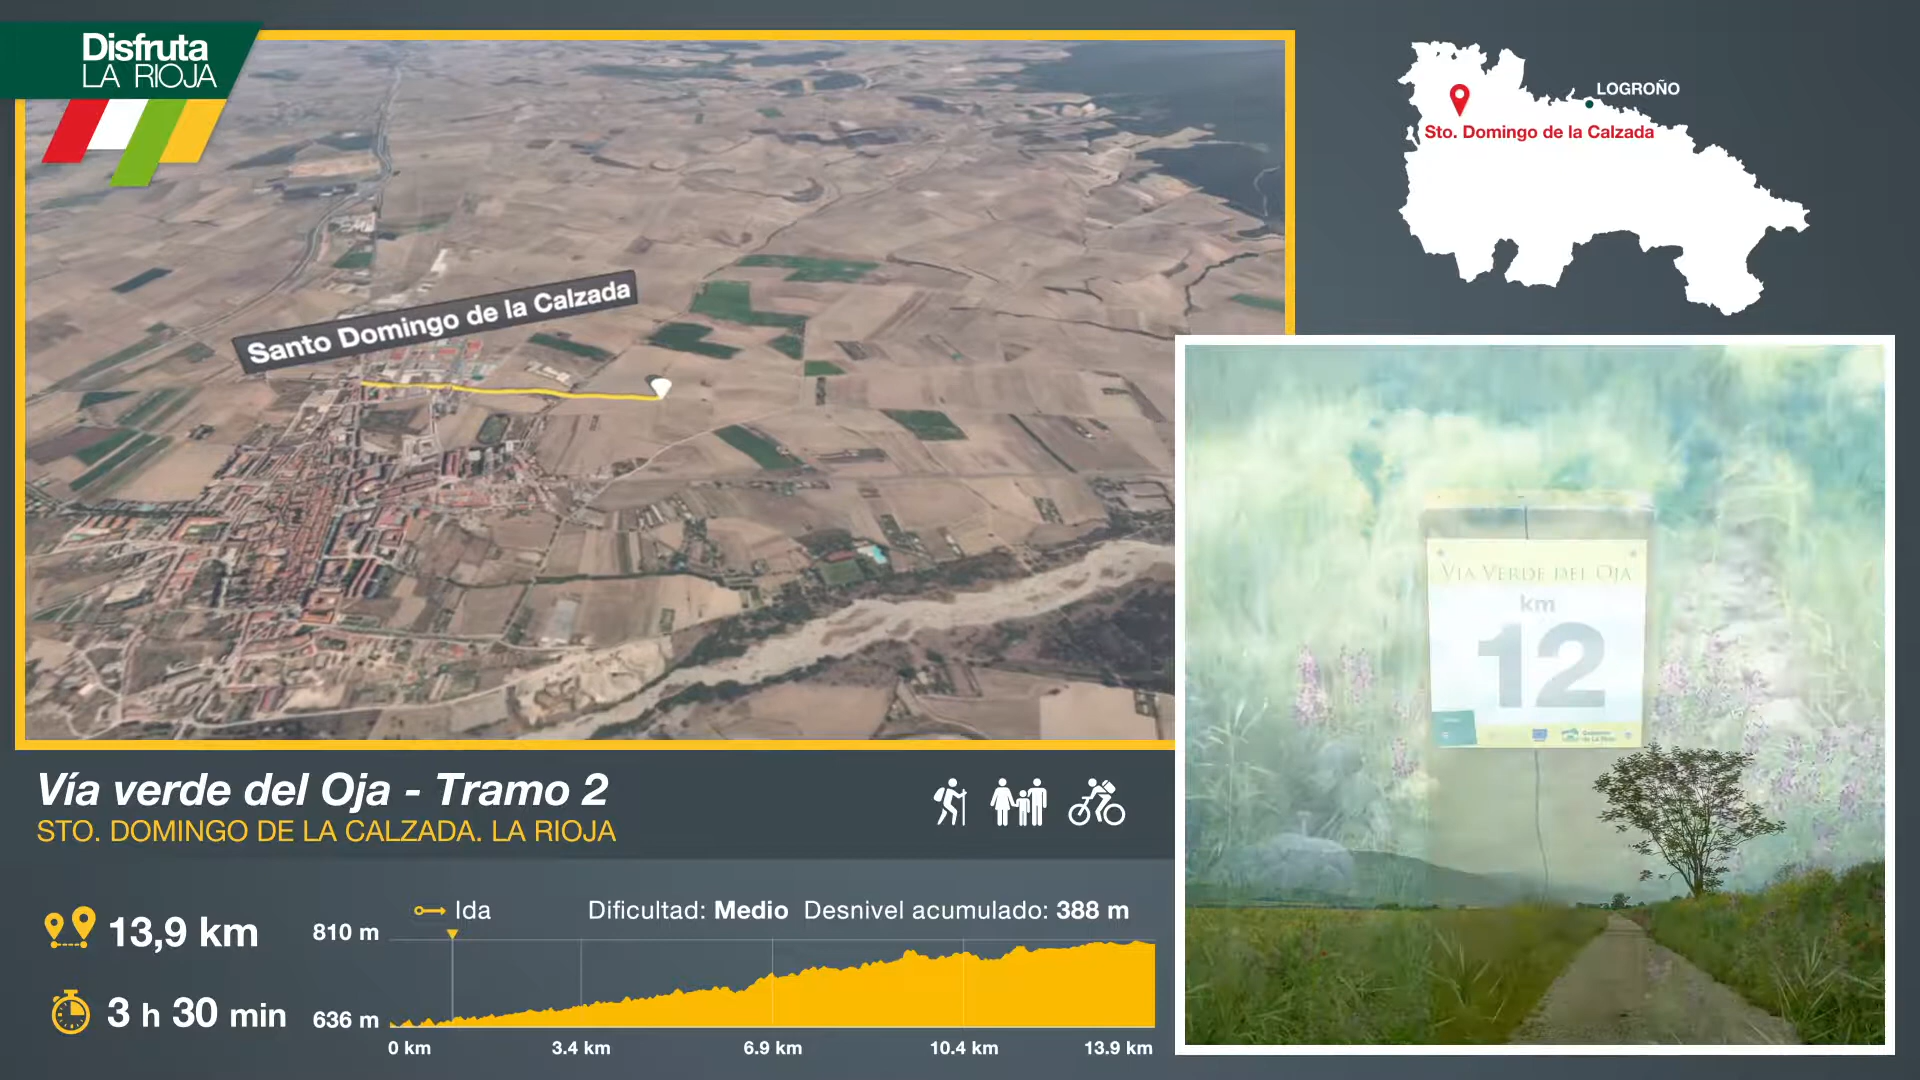 Disfruta
LA RIOJA
LOGROÑO
Sto. Domingo de la Calzada
Santo Domingo de la Calzada
VÍA VERDE DEL OJA
km
12
Vía verde del Oja - Tramo 2
STO. DOMINGO DE LA CALZADA. LA RIOJA
13,9 km
3 h 30 min
Ida
Dificultad: Medio Desnivel acumulado: 388 m
810 m
636 m
0 km 3.4 km 6.9 km 10.4 km 13.9 km